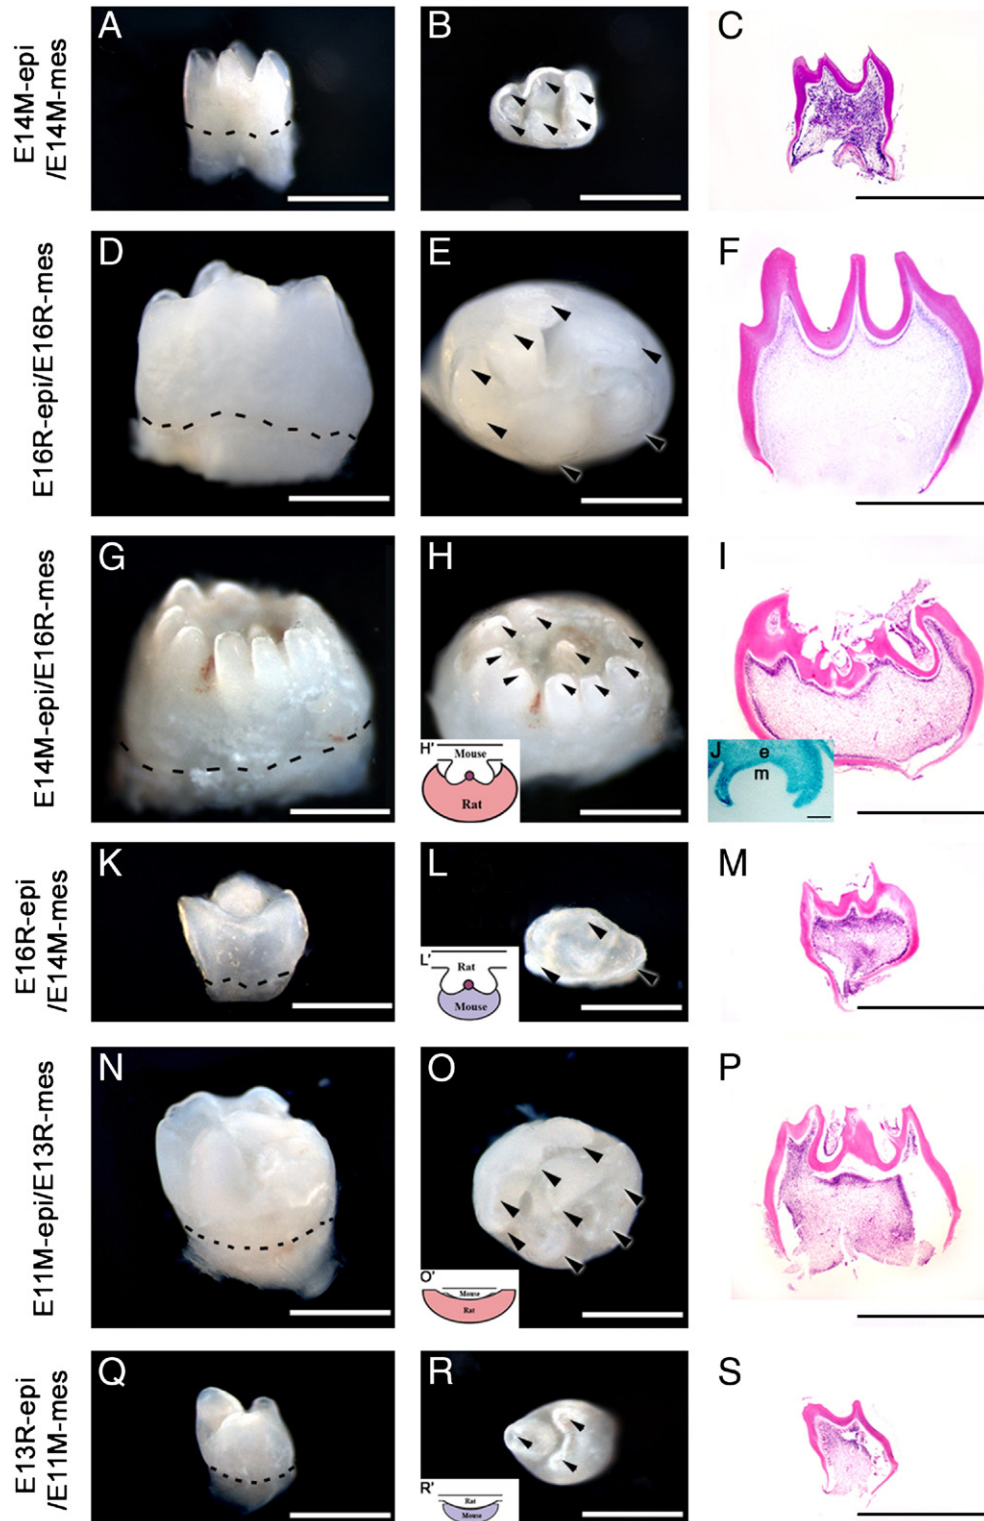 E14M-epi
/E14M-mes
A
B
C
E16R-epi/E16R-mes
D
E
F
E14M-epi/E16R-mes
G
H
H'
Mouse
Rat
I
J
e
m
E16R-epi
/E14M-mes
K
L
L'
Rat
Mouse
M
E11M-epi/E13R-mes
N
O
O'
Mouse
Rat
P
E13R-epi
/E11M-mes
Q
R
R'
Rat
Mouse
S